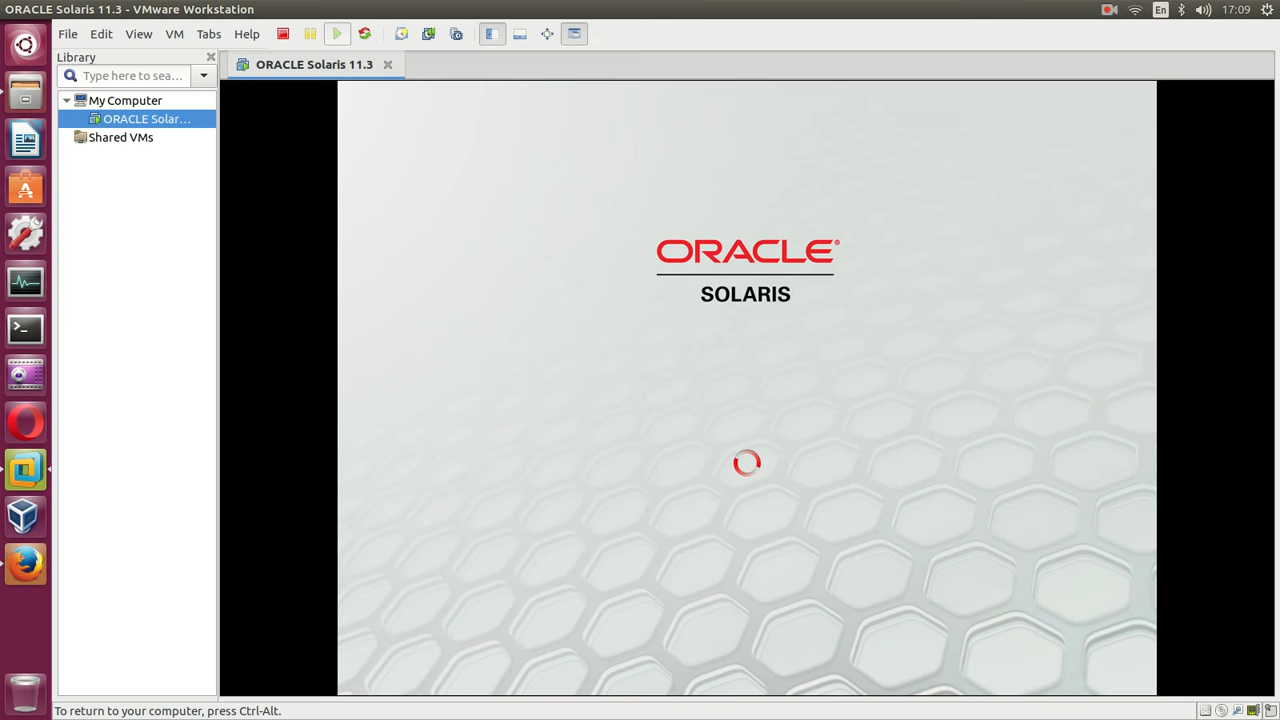 ORACLE Solaris 11.3 - VMware Workstation
En
17:09
File Edit View VM Tabs Help
Library
Type here to sea...
ORACLE Solaris 11.3
My Computer
ORACLE Solar...
Shared VMs
ORACLE®
SOLARIS
To return to your computer, press Ctrl-Alt.